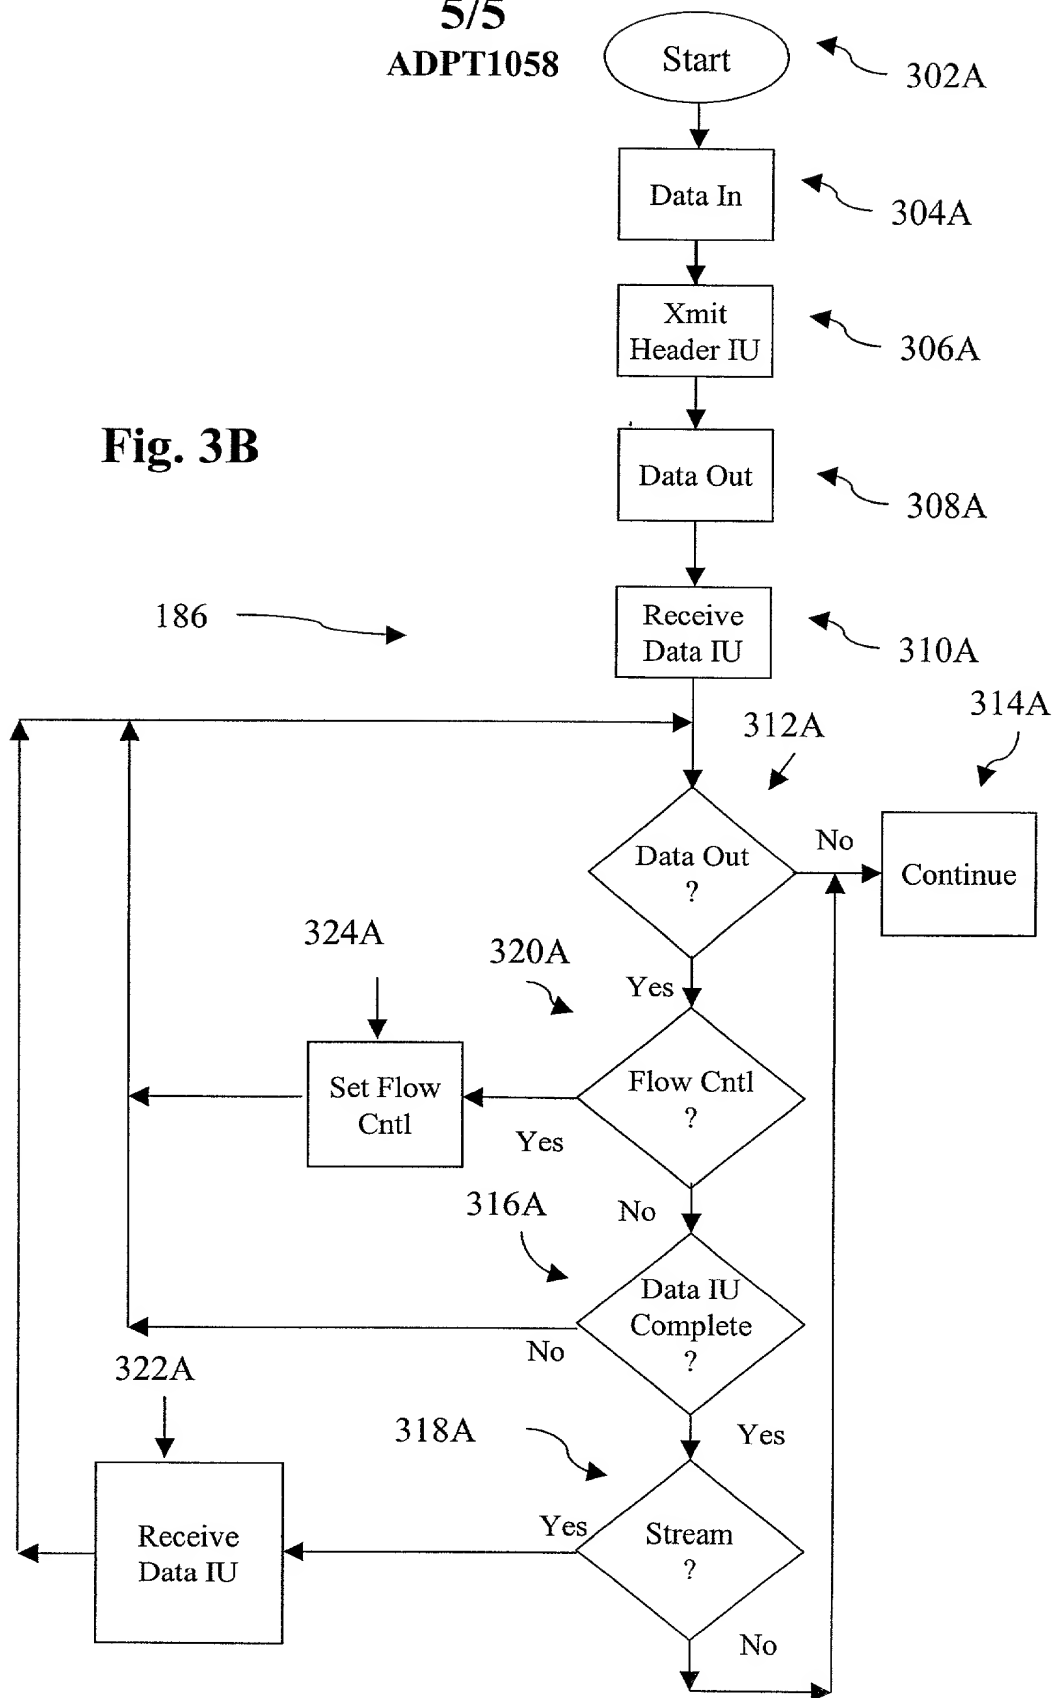 5/5
ADPT1058
Start
302A
Data In
304A
Xmit
Header IU
306A
Fig. 3B
Data Out
308A
186
Receive
Data IU
310A
312A
314A
Data Out
?
No
Continue
324A
320A
Yes
Set Flow
Cntl
Flow Cntl
?
Yes
316A
No
Data IU
Complete
?
No
322A
318A
Yes
Receive
Data IU
Yes
Stream
?
No